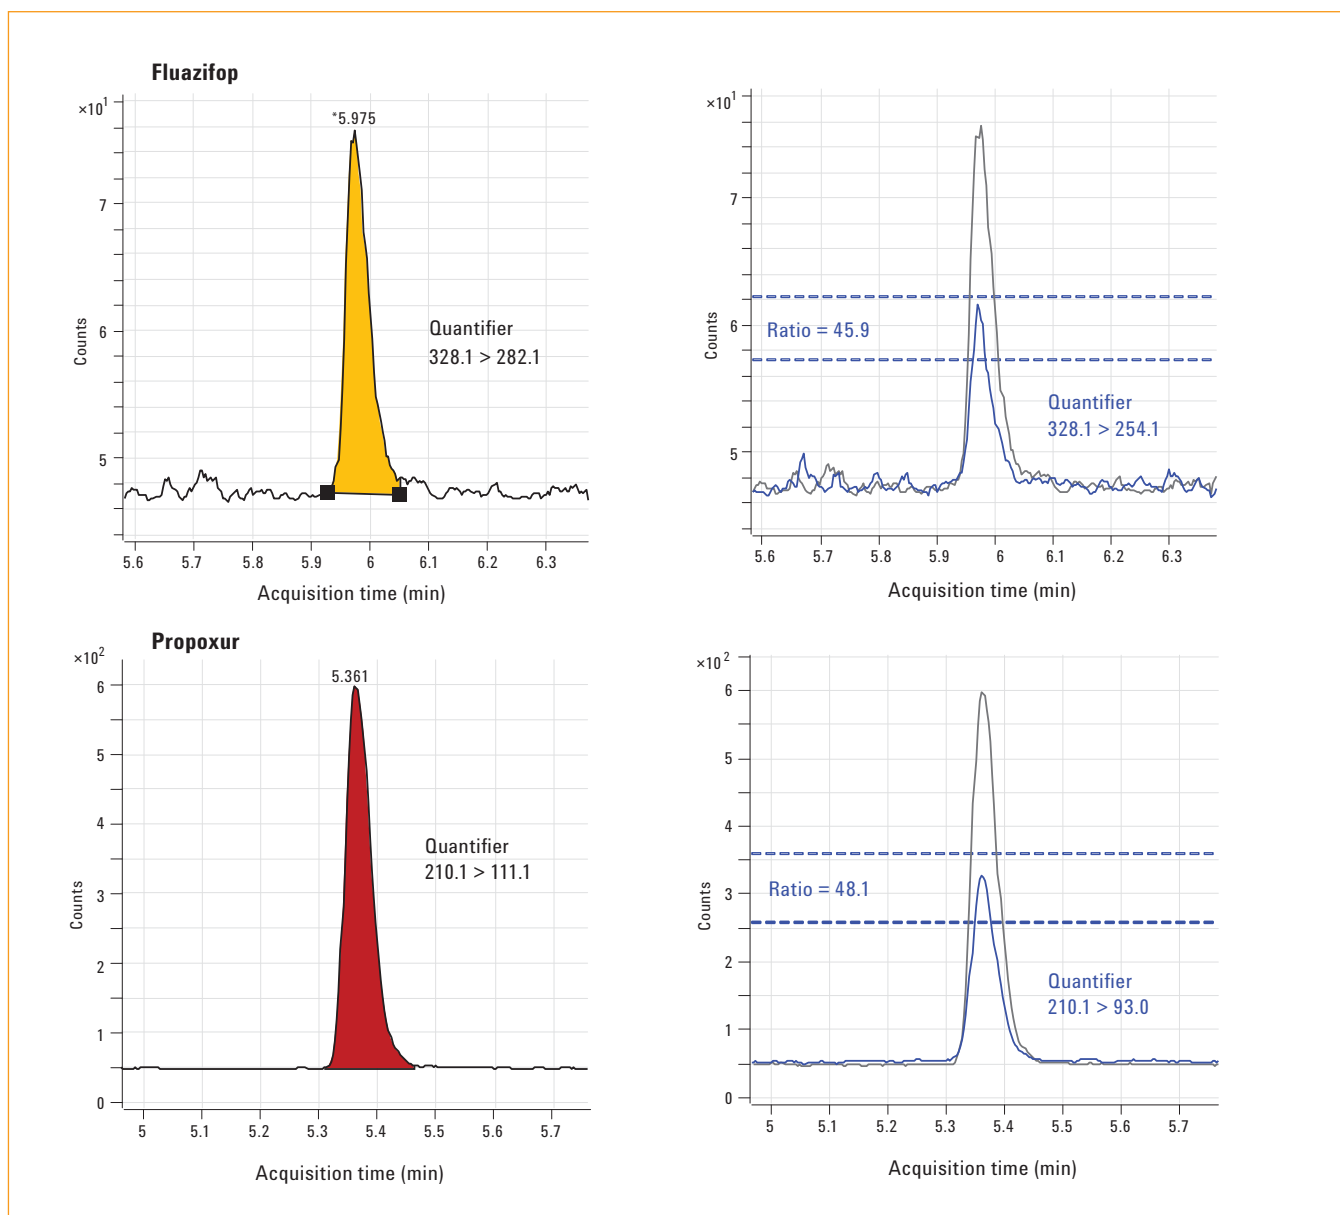 Fluazifop
×10¹
*5.975
7
6
5
Counts
Quantifier
328.1 > 282.1
5.6 5.7 5.8 5.9 6 6.1 6.2 6.3
Acquisition time (min)
×10¹
7
6
5
Counts
Ratio = 45.9
Quantifier
328.1 > 254.1
5.6 5.7 5.8 5.9 6 6.1 6.2 6.3
Acquisition time (min)
Propoxur
×10²
5.361
6
5
4
3
2
1
0
Counts
Quantifier
210.1 > 111.1
5 5.1 5.2 5.3 5.4 5.5 5.6 5.7
Acquisition time (min)
×10²
6
5
4
3
2
1
0
Counts
Ratio = 48.1
Quantifier
210.1 > 93.0
5 5.1 5.2 5.3 5.4 5.5 5.6 5.7
Acquisition time (min)